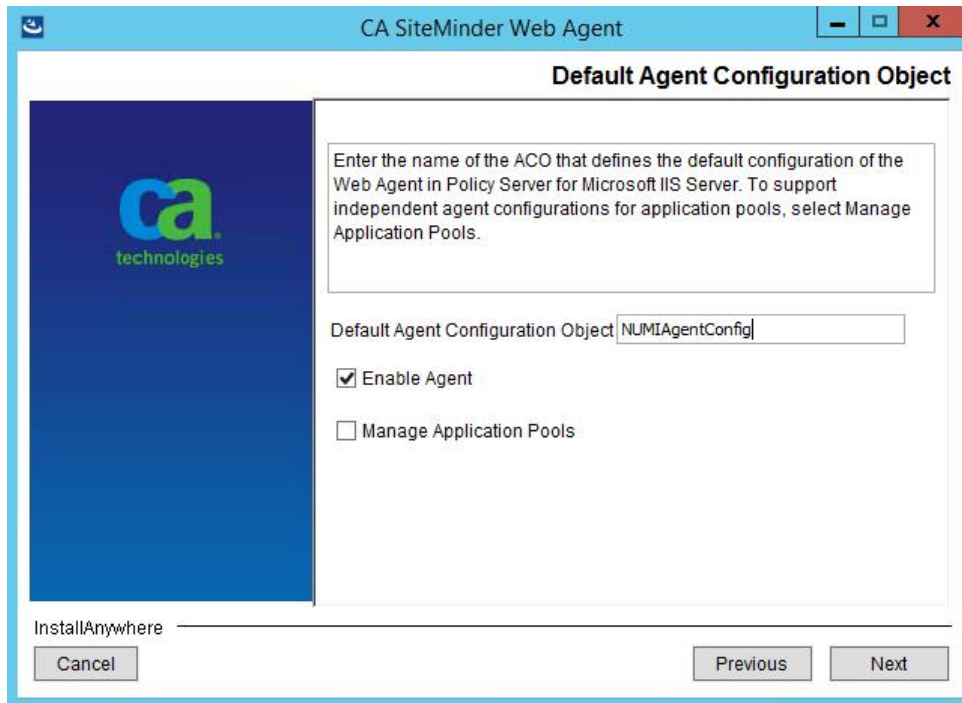 CA SiteMinder Web Agent
Default Agent Configuration Object
ca
technologies
Enter the name of the ACO that defines the default configuration of the
Web Agent in Policy Server for Microsoft IIS Server. To support
independent agent configurations for application pools, select Manage
Application Pools.
Default Agent Configuration Object NUMIAgentConfig
Enable Agent
Manage Application Pools
InstallAnywhere
Cancel Previous Next